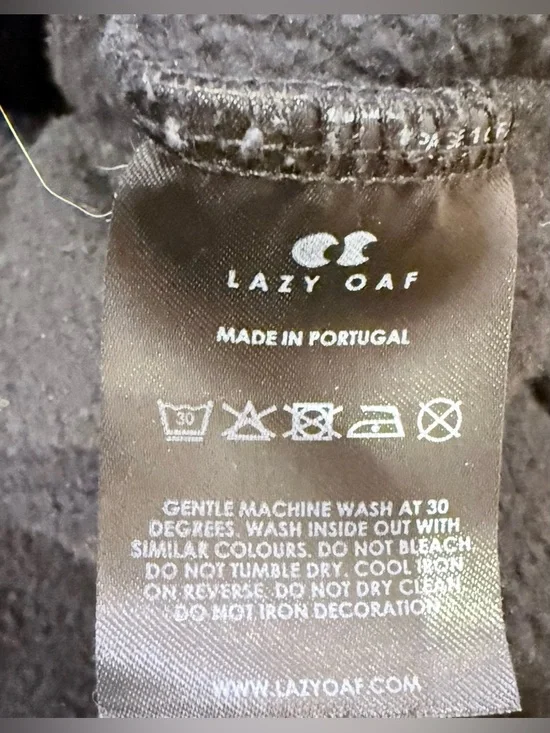 LAZY OAF
MADE IN PORTUGAL
30
GENTLE MACHINE WASH AT 30
DEGREES. WASH INSIDE OUT WITH
SIMILAR COLOURS. DO NOT BLEACH.
DO NOT TUMBLE DRY. COOL IRON
ON REVERSE. DO NOT DRY CLEAN
DO NOT IRON DECORATION
WWW.LAZYOAF.COM